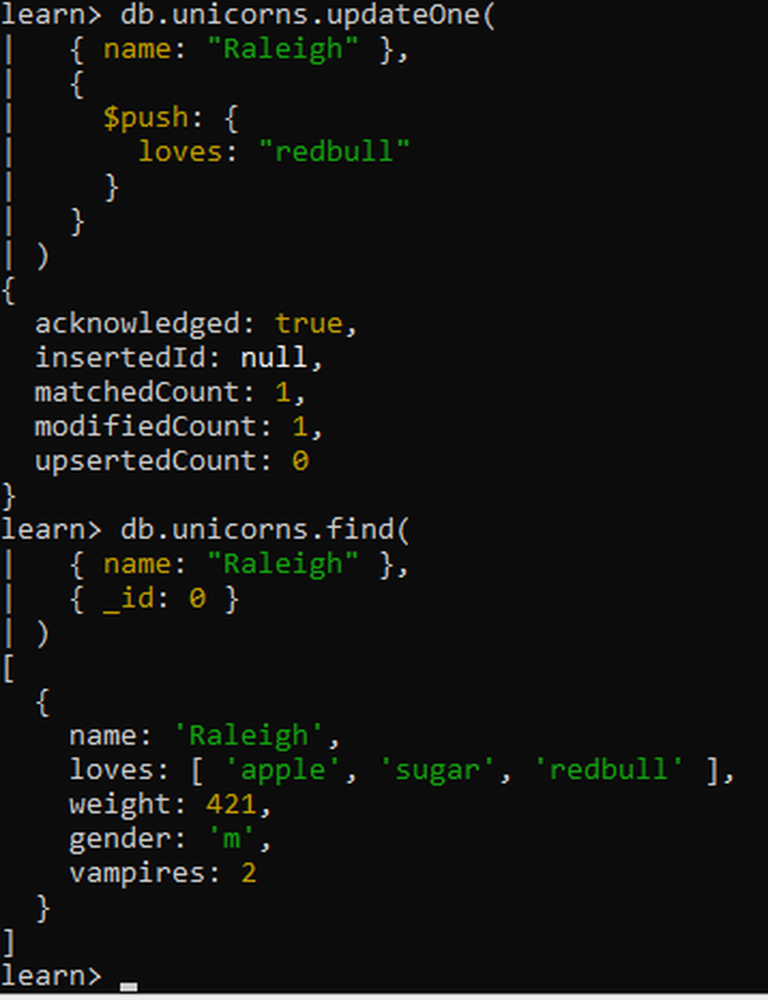 learn> db.unicorns.updateOne(
|   { name: "Raleigh" },
|   {
|     $push: {
|       loves: "redbull"
|     }
|   }
| )
{
  acknowledged: true,
  insertedId: null,
  matchedCount: 1,
  modifiedCount: 1,
  upsertedCount: 0
}
learn> db.unicorns.find(
|   { name: "Raleigh" },
|   { _id: 0 }
| )
[
  {
    name: 'Raleigh',
    loves: [ 'apple', 'sugar', 'redbull' ],
    weight: 421,
    gender: 'm',
    vampires: 2
  }
]
learn>